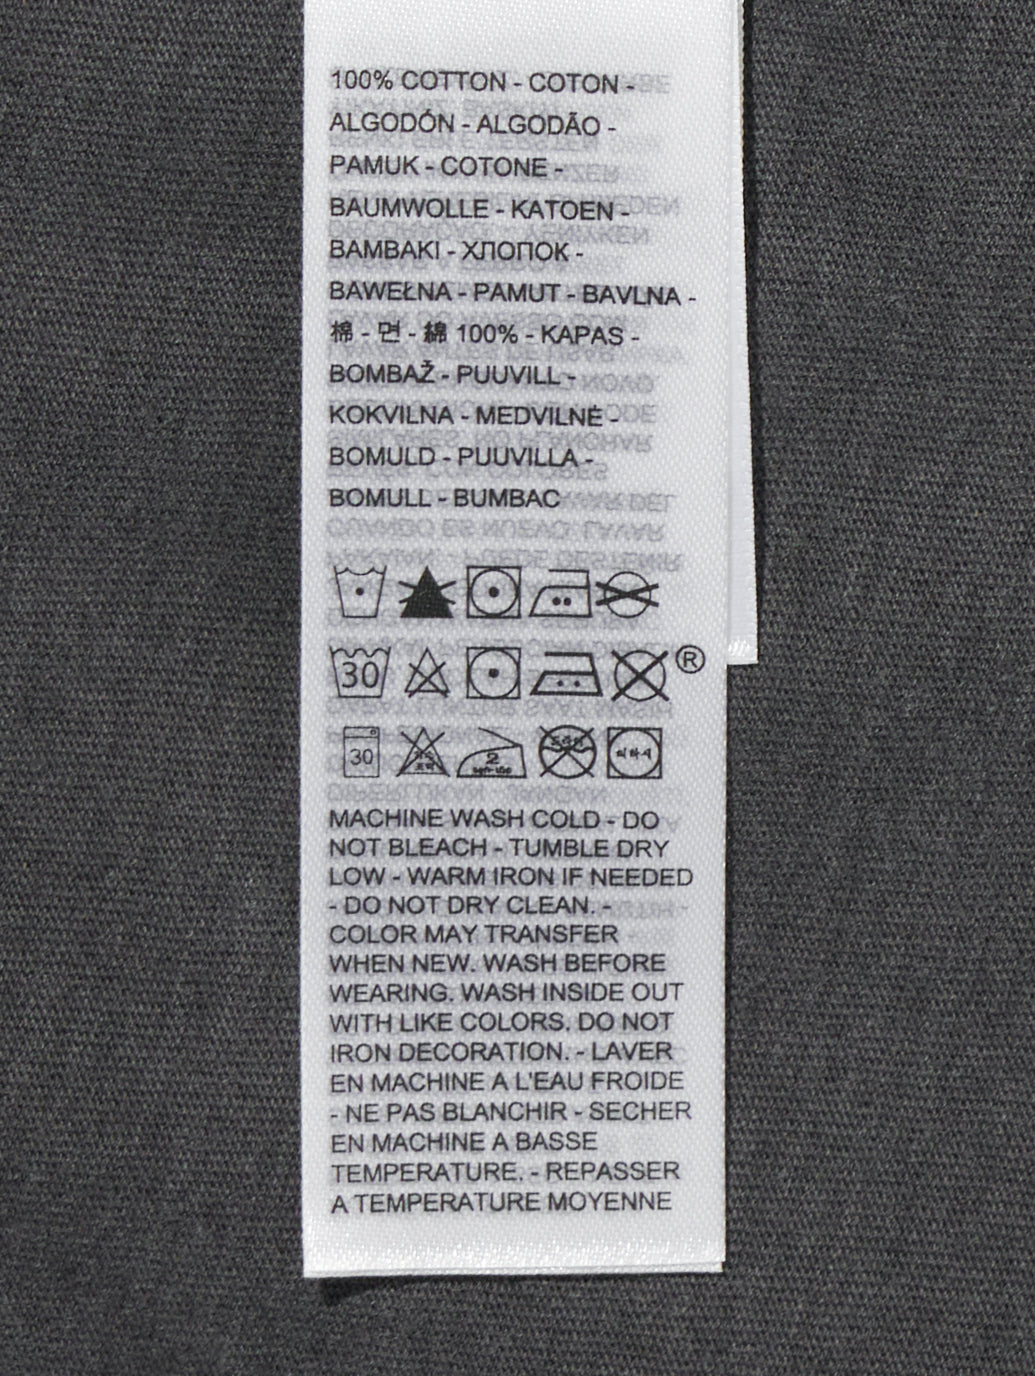 100% COTTON - COTON -
ALGODÓN - ALGODÃO -
PAMUK - COTONE -
BAUMWOLLE - KATOEN -
BAMBAKI - ХЛОПОК -
BAWEŁNA - PAMUT - BAVLNA -
棉 - 면 - 綿 100% - KAPAS -
BOMBAŽ - PUUVILL -
KOKVILNA - MEDVILNĖ -
BOMULD - PUUVILLA -
BOMULL - BUMBAC
30 ®
30 2
MACHINE WASH COLD - DO
NOT BLEACH - TUMBLE DRY
LOW - WARM IRON IF NEEDED
- DO NOT DRY CLEAN. -
COLOR MAY TRANSFER
WHEN NEW. WASH BEFORE
WEARING. WASH INSIDE OUT
WITH LIKE COLORS. DO NOT
IRON DECORATION. - LAVER
EN MACHINE A L'EAU FROIDE
- NE PAS BLANCHIR - SECHER
EN MACHINE A BASSE
TEMPERATURE. - REPASSER
A TEMPERATURE MOYENNE